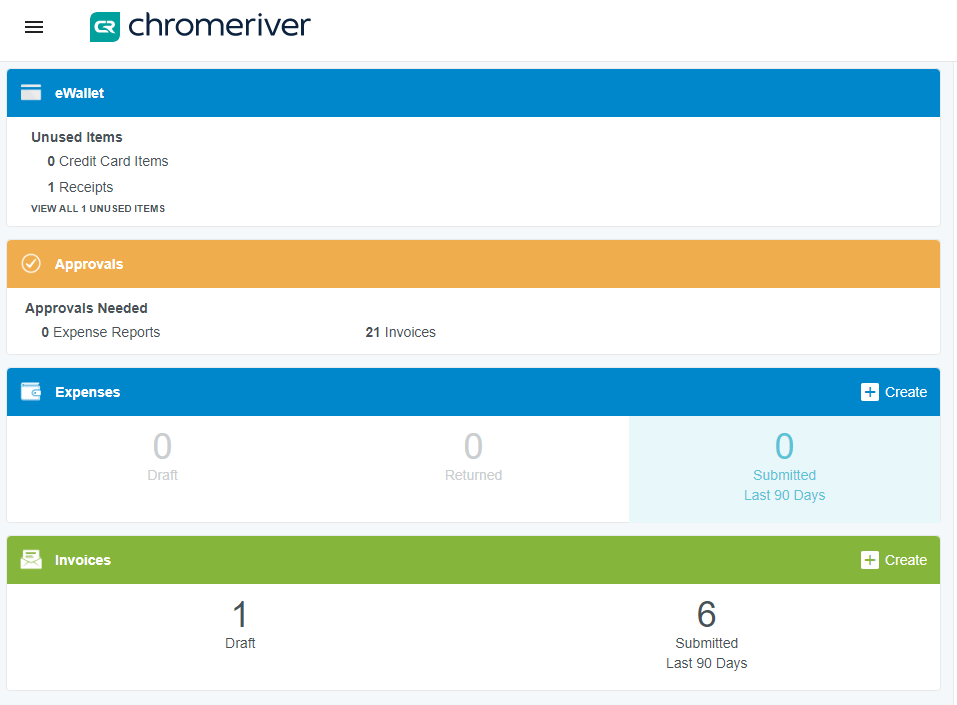 CR chromeriver
eWallet
Unused Items
0 Credit Card Items
1 Receipts
VIEW ALL 1 UNUSED ITEMS
Approvals
Approvals Needed
0 Expense Reports 21 Invoices
Expenses Create
0 0 0
Draft Returned Submitted
Last 90 Days
Invoices Create
1 6
Draft Submitted
Last 90 Days